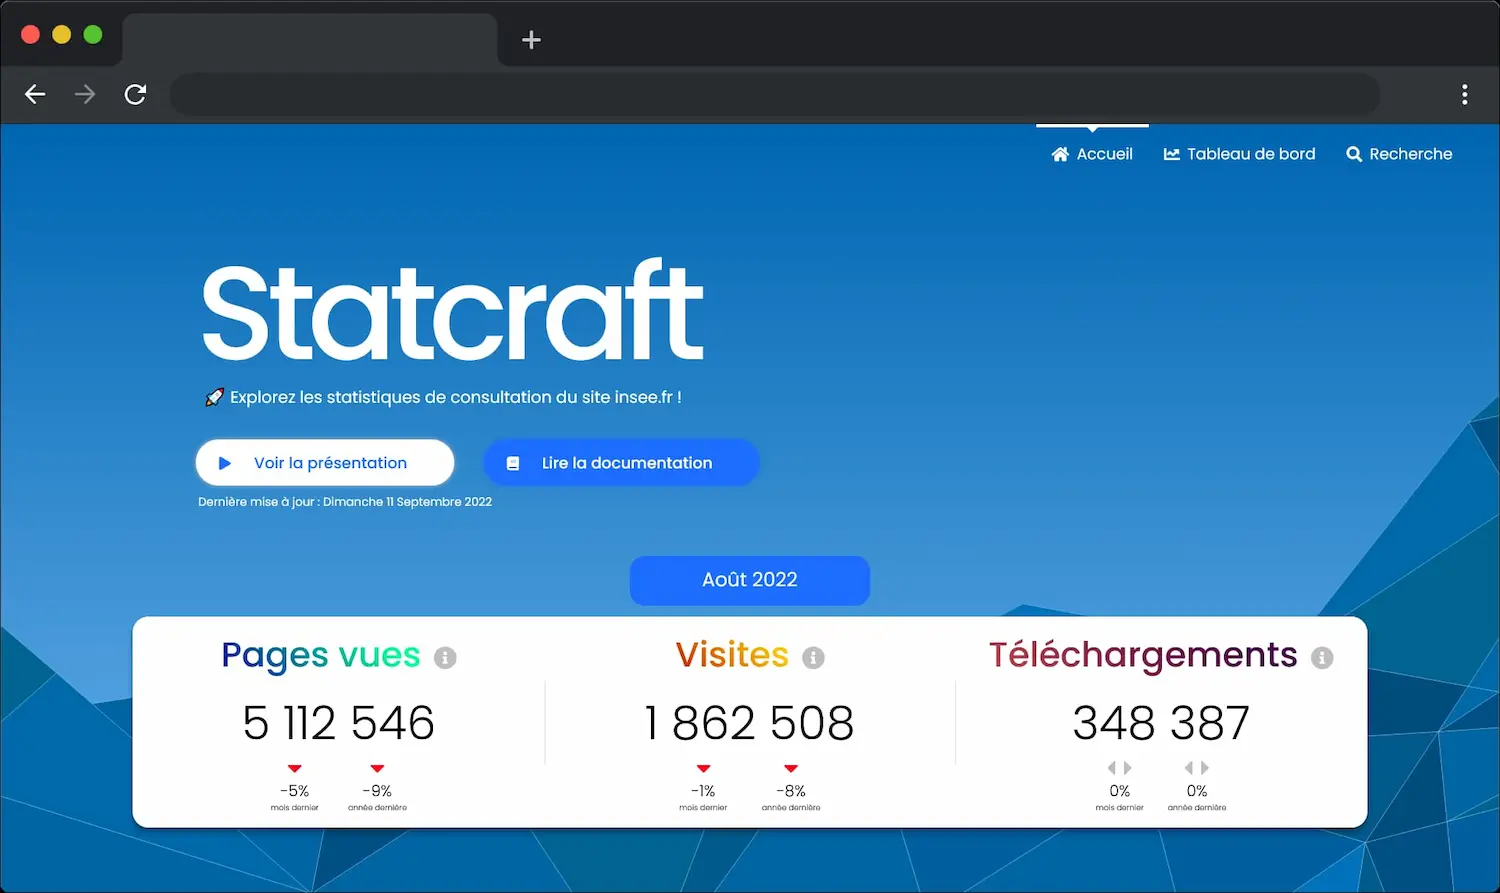 Accueil Tableau de bord Recherche
Statcraft
🚀 Explorez les statistiques de consultation du site insee.fr !
Voir la présentation Lire la documentation
Dernière mise à jour : Dimanche 11 Septembre 2022
Août 2022
Pages vues Visites Téléchargements
5 112 546 1 862 508 348 387
-5% -9% -1% -8% 0% 0%
mois dernier année dernière mois dernier année dernière mois dernier année dernière